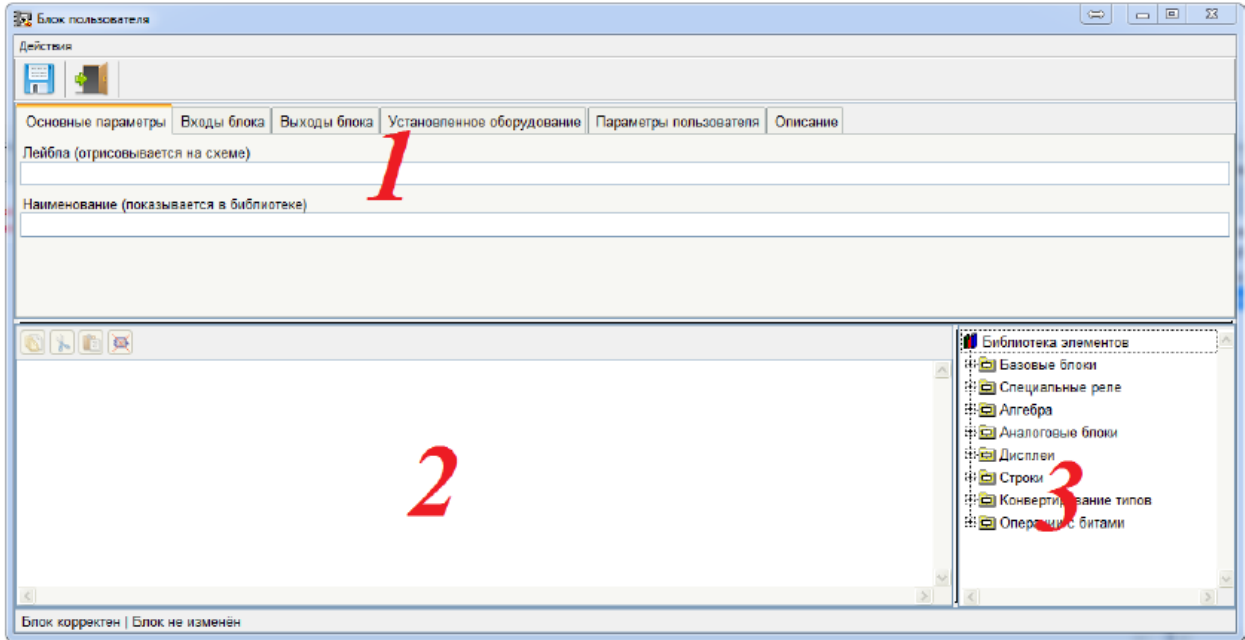 Блок пользователя
Действия
Основные параметры Входы блока Выходы блока Установленное оборудование Параметры пользователя Описание
Лейбла (отрисовывается на схеме)
1
Наименование (показывается в библиотеке)
Библиотека элементов
Базовые блоки
Специальные реле
Алгебра
Аналоговые блоки
Дисплеи
Строки
Конвертирование типов
Операции с битами
2
3
Блок корректен | Блок не изменён